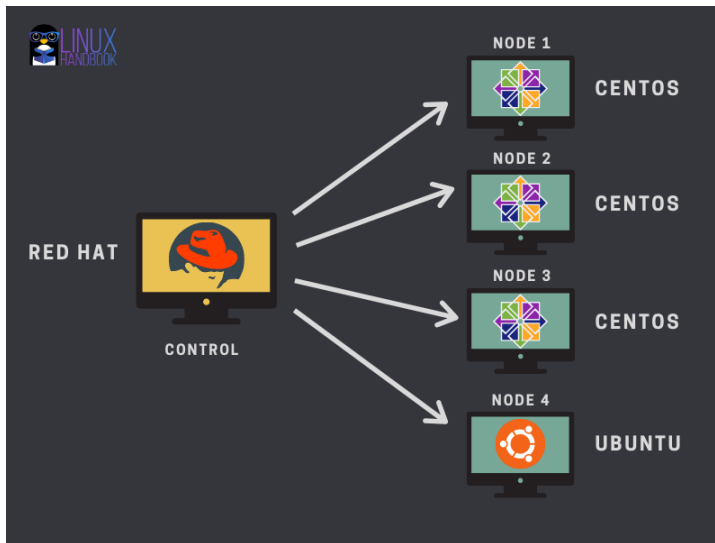 LINUX
HANDBOOK
NODE 1
CENTOS
NODE 2
CENTOS
RED HAT
CONTROL
NODE 3
CENTOS
NODE 4
UBUNTU